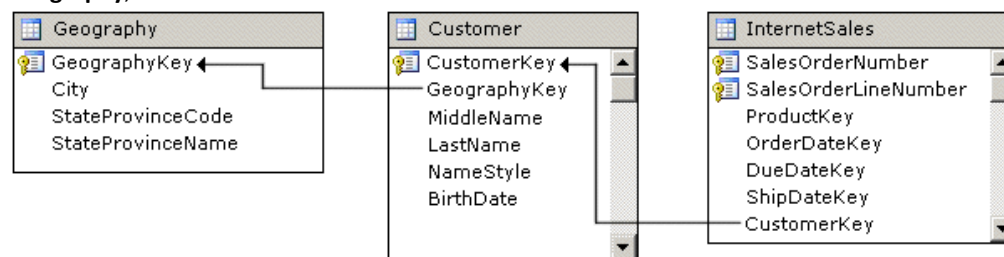 Geography
GeographyKey
City
StateProvinceCode
StateProvinceName
Customer
CustomerKey
GeographyKey
MiddleName
LastName
NameStyle
BirthDate
InternetSales
SalesOrderNumber
SalesOrderLineNumber
ProductKey
OrderDateKey
DueDateKey
ShipDateKey
CustomerKey